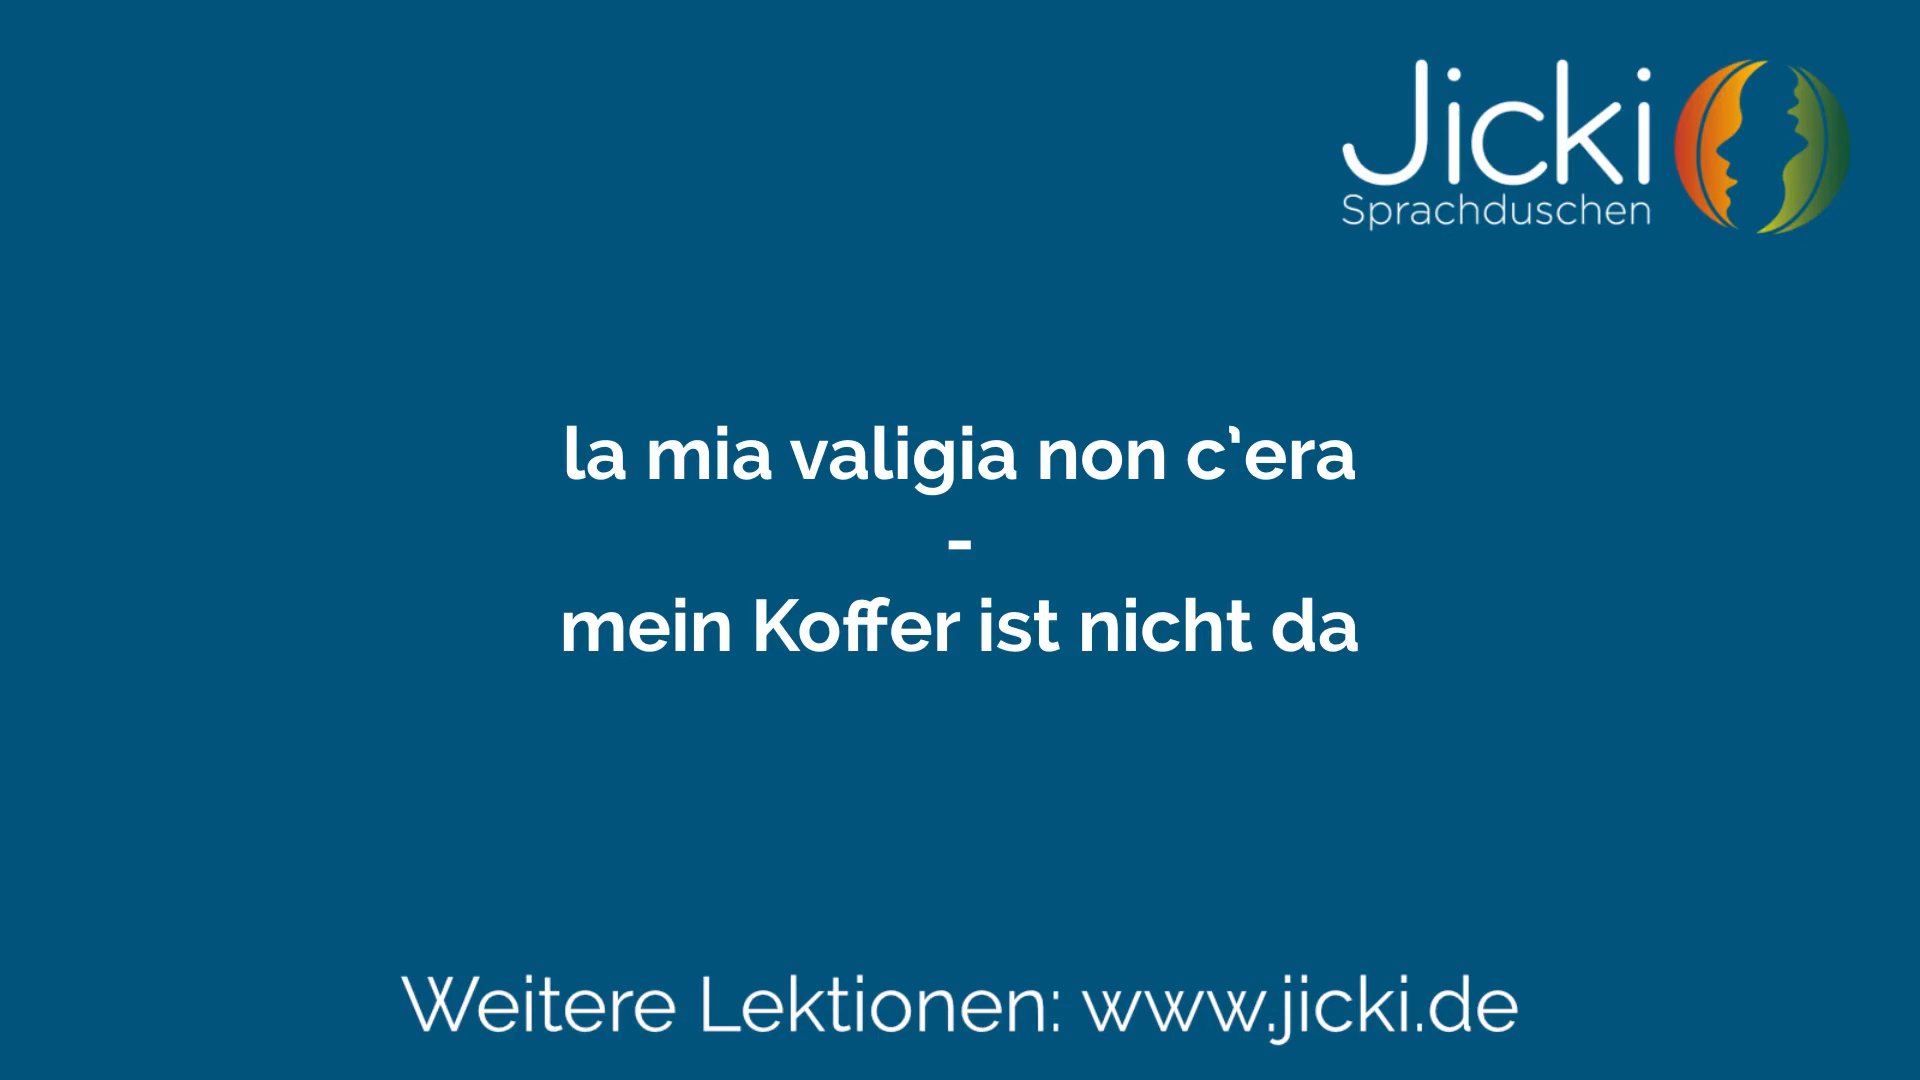 Jicki
Sprachduschen
la mia valigia non c’era
-
mein Koffer ist nicht da
Weitere Lektionen: www.jicki.de